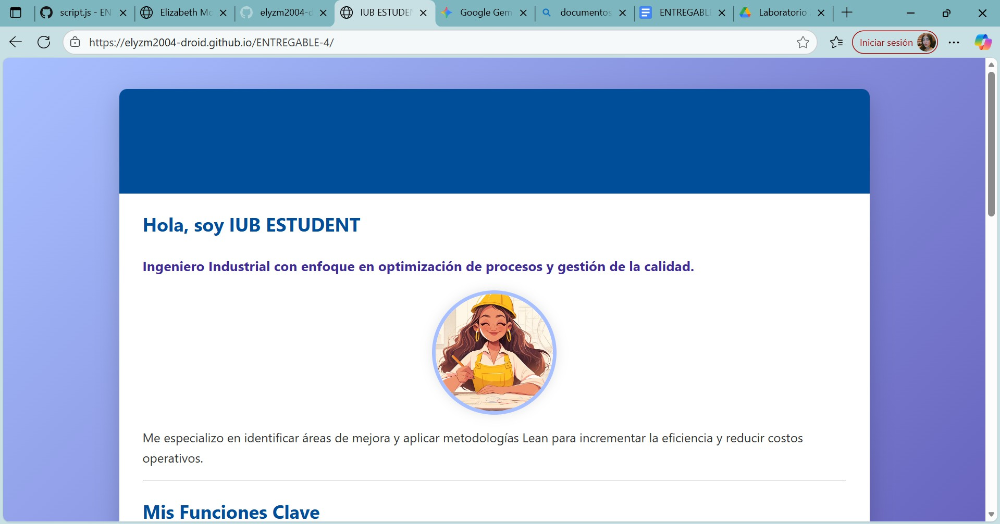 script.js - EN
Elizabeth Mo
elyzm2004-d
IUB ESTUDEN
Google Gem
documentos
ENTREGABLE
Laboratorio
https://elyzm2004-droid.github.io/ENTREGABLE-4/
Iniciar sesión
Hola, soy IUB ESTUDENT
Ingeniero Industrial con enfoque en optimización de procesos y gestión de la calidad.
Me especializo en identificar áreas de mejora y aplicar metodologías Lean para incrementar la eficiencia y reducir costos
operativos.
Mis Funciones Clave